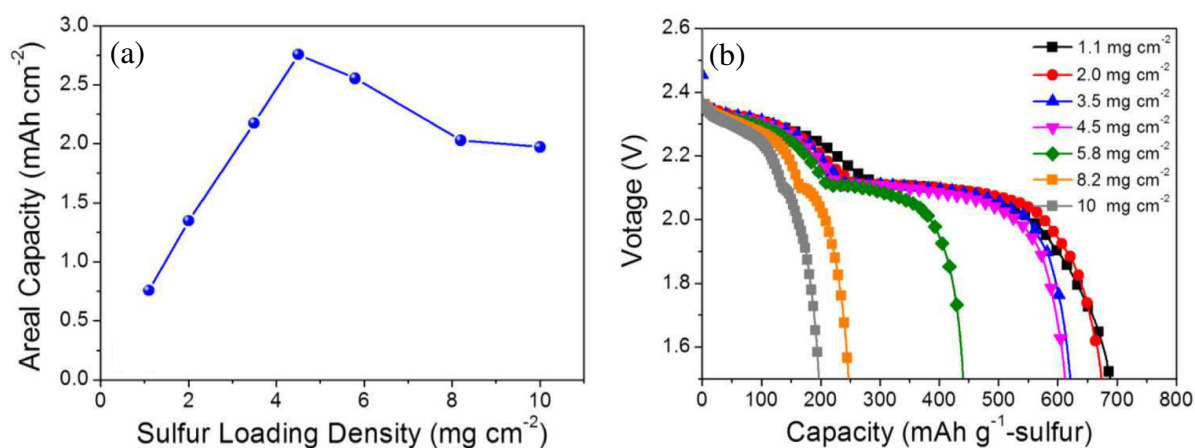 (a)
3.0
2.5
2.0
1.5
1.0
0.5
0.0
Areal Capacity (mAh cm⁻²)
0 2 4 6 8 10
Sulfur Loading Density (mg cm⁻²)
(b)
2.6
2.4
2.2
2.0
1.8
1.6
Votage (V)
1.1 mg cm⁻²
2.0 mg cm⁻²
3.5 mg cm⁻²
4.5 mg cm⁻²
5.8 mg cm⁻²
8.2 mg cm⁻²
10 mg cm⁻²
0 100 200 300 400 500 600 700 800
Capacity (mAh g⁻¹-sulfur)